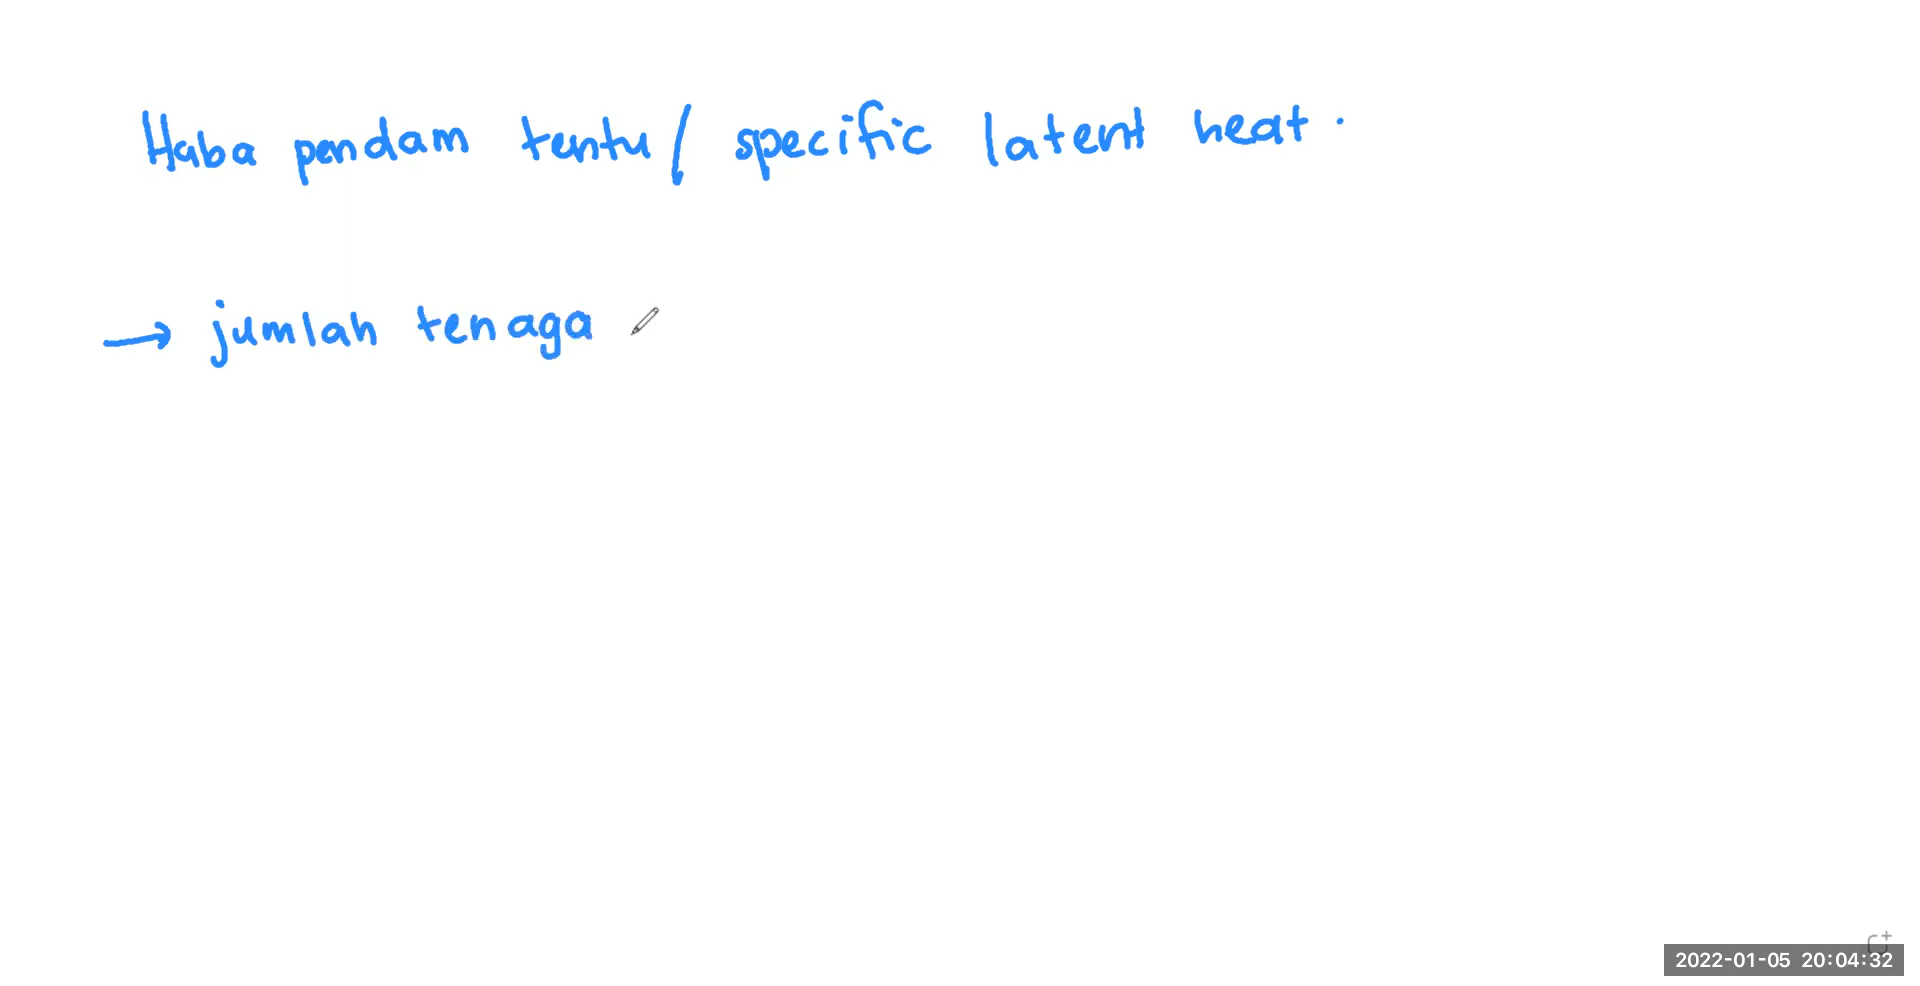 Haba pendam tentu / specific latent heat.
→ jumlah tenaga
2022-01-05 20:04:32